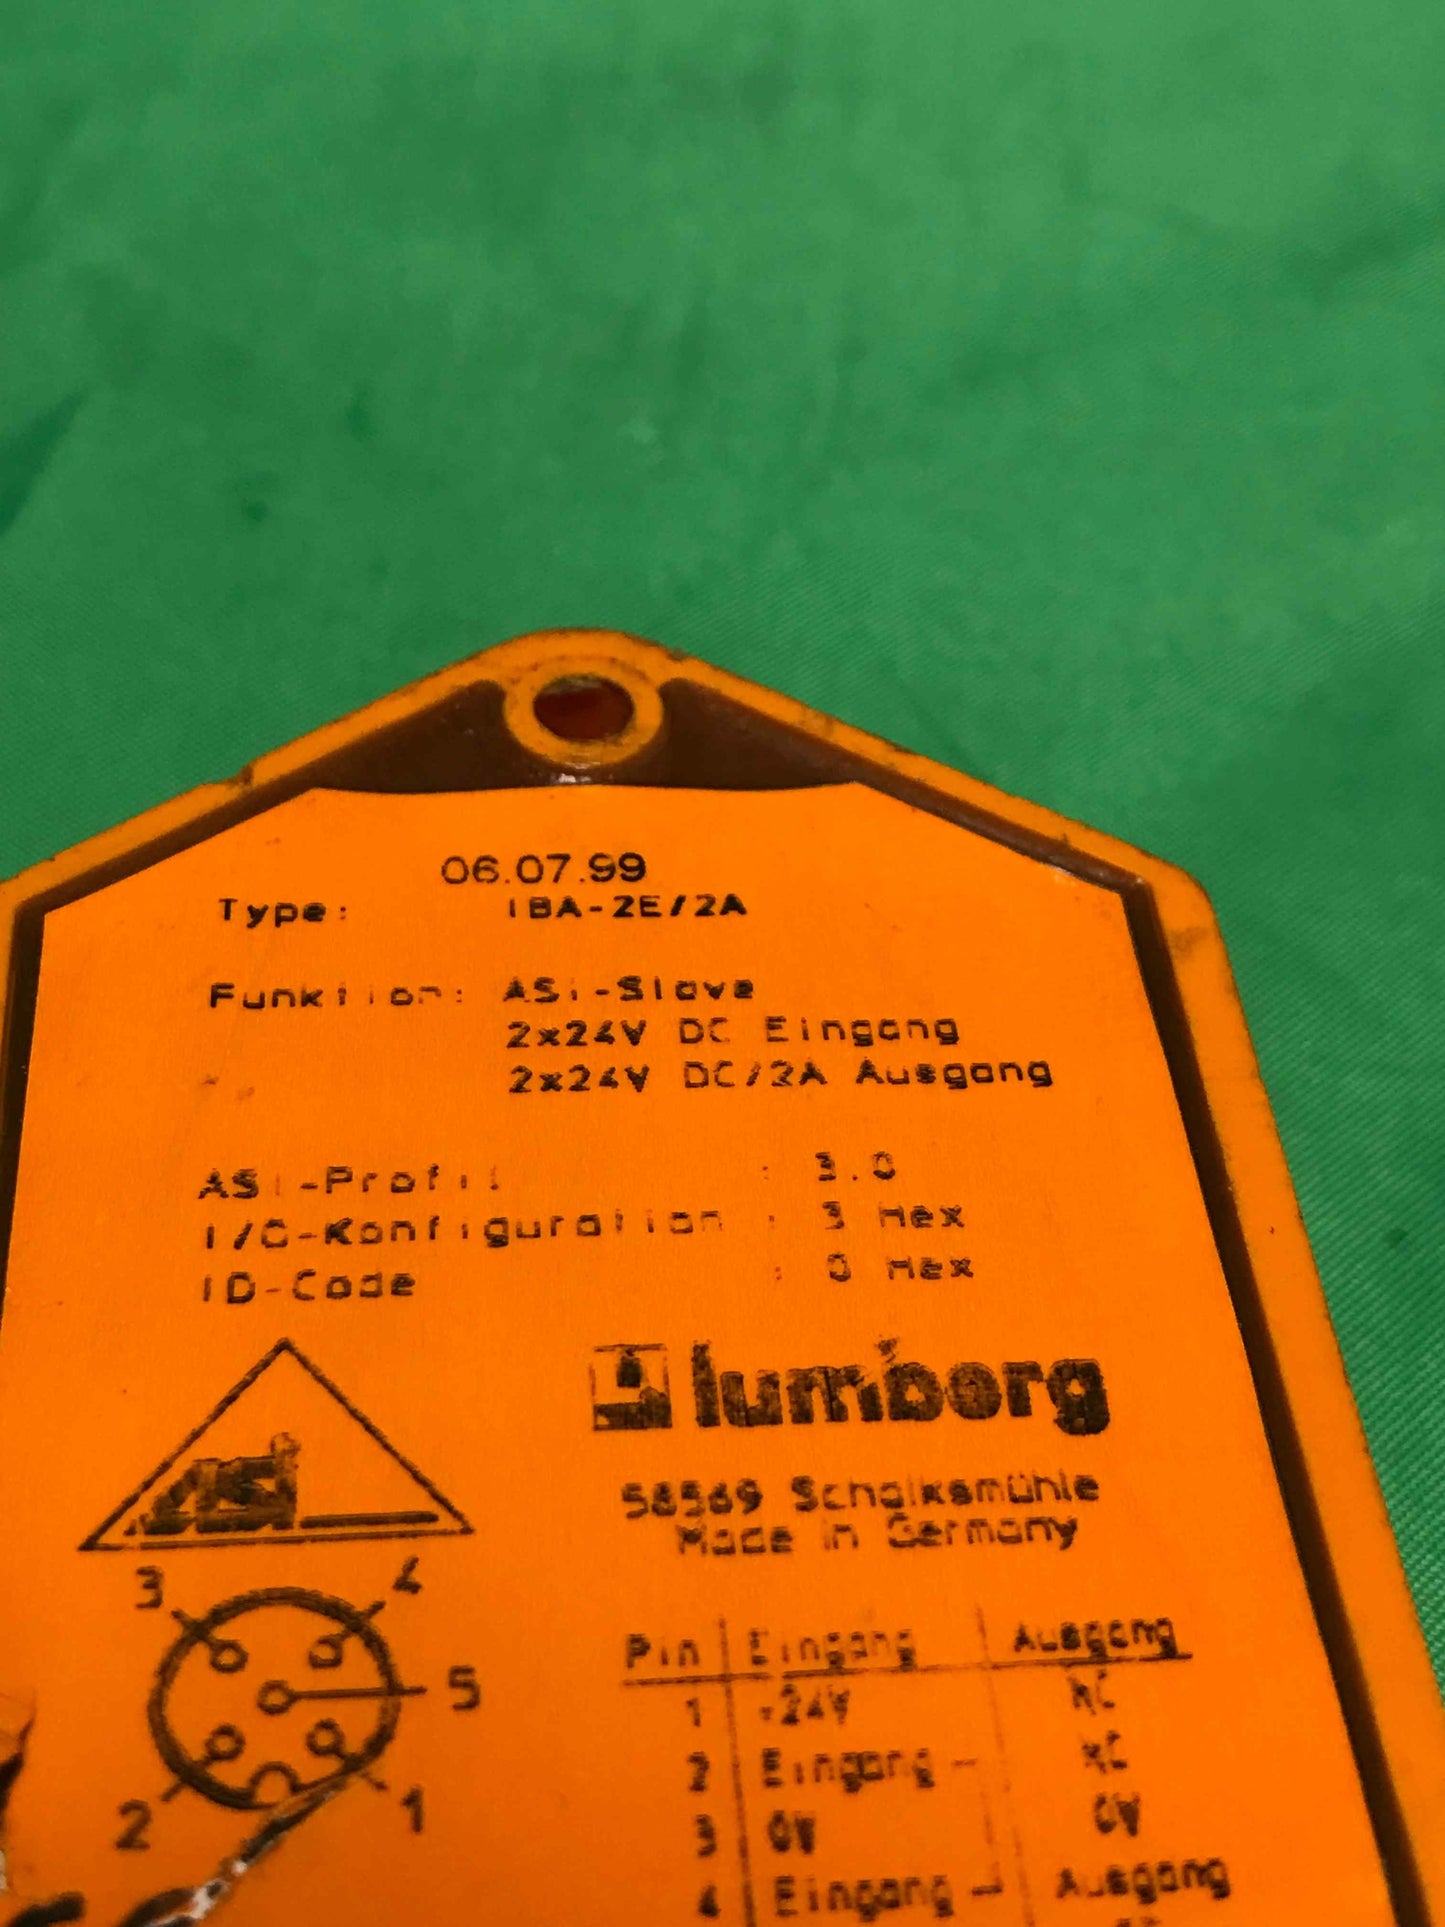 06.07.99
Type: IBA-2E/2A
Funktion: ASi-Slave
2x24V DC Eingang
2x24V DC/2A Ausgang
ASi-Profil : 3.0
I/O-Konfiguration : 3 Hex
ID-Code : 0 Hex
ASi
lumberg
58569 Schalksmühle
Made in Germany
3 4
5
2 1
Pin Eingang Ausgang
1 +24V NC
2 Eingang NC
3 0V 0V
4 Eingang Ausgang